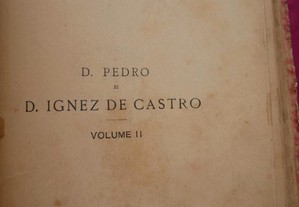 D. PEDRO
E
D. IGNEZ DE CASTRO
VOLUME II